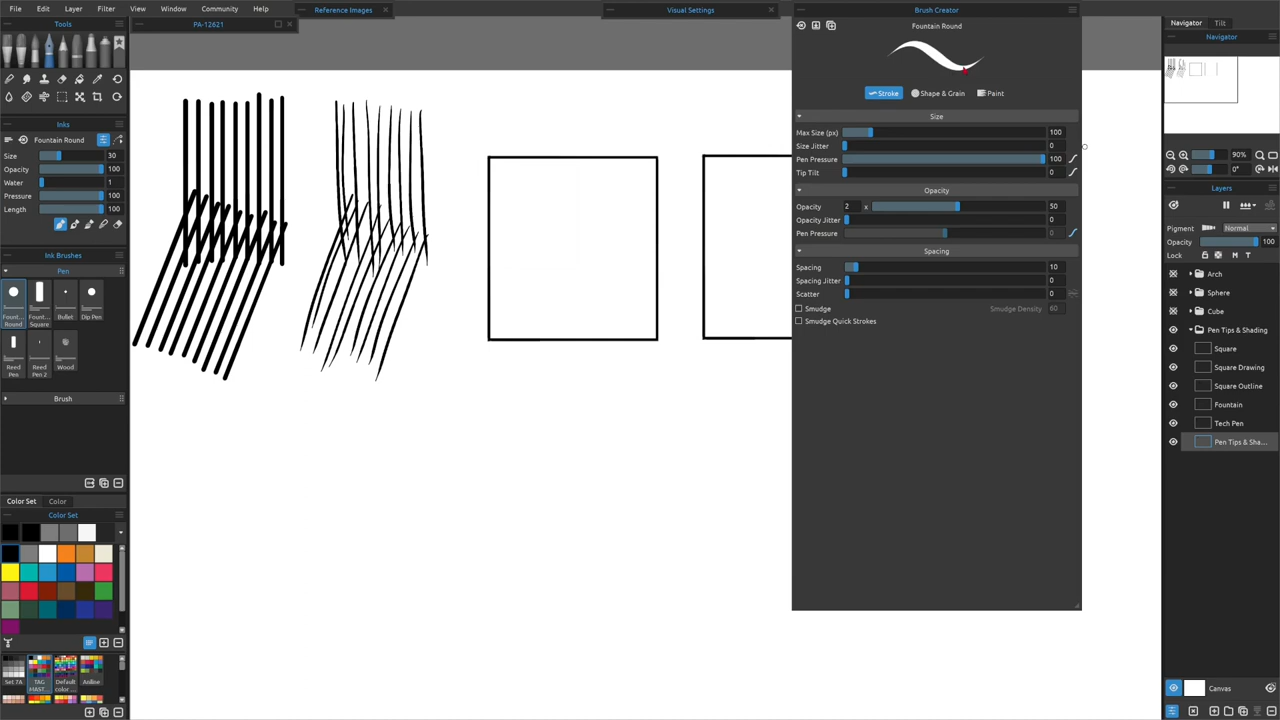 File Edit Layer Filter View Window Community Help
Reference Images
Visual Settings
Brush Creator
Tools
PA-12621
Fountain Round
Stroke Shape & Grain Paint
Size
Max Size (px) 100
Size Jitter 0
Pen Pressure 100
Tip Tilt 0
Opacity
Opacity 2 x 50
Opacity Jitter 0
Pen Pressure 0
Spacing
Spacing 10
Spacing Jitter 0
Scatter 0
Smudge Smudge Density 60
Smudge Quick Strokes
Inks
Fountain Round
Size 30
Opacity 100
Water 1
Pressure 100
Length 100
Ink Brushes
Pen
Fount... Round
Fount... Square
Bullet
Dip Pen
Reed Pen
Reed Pen 2
Wood
Brush
Color Set Color
Color Set
Set 7A
TAG MAST...
Default color ...
Aniline
Navigator Tilt
Navigator
90%
0°
Layers
Pigment Normal
Opacity 100
Lock
Arch
Sphere
Cube
Pen Tips & Shading
Square
Square Drawing
Square Outline
Fountain
Tech Pen
Pen Tips & Sha...
Canvas